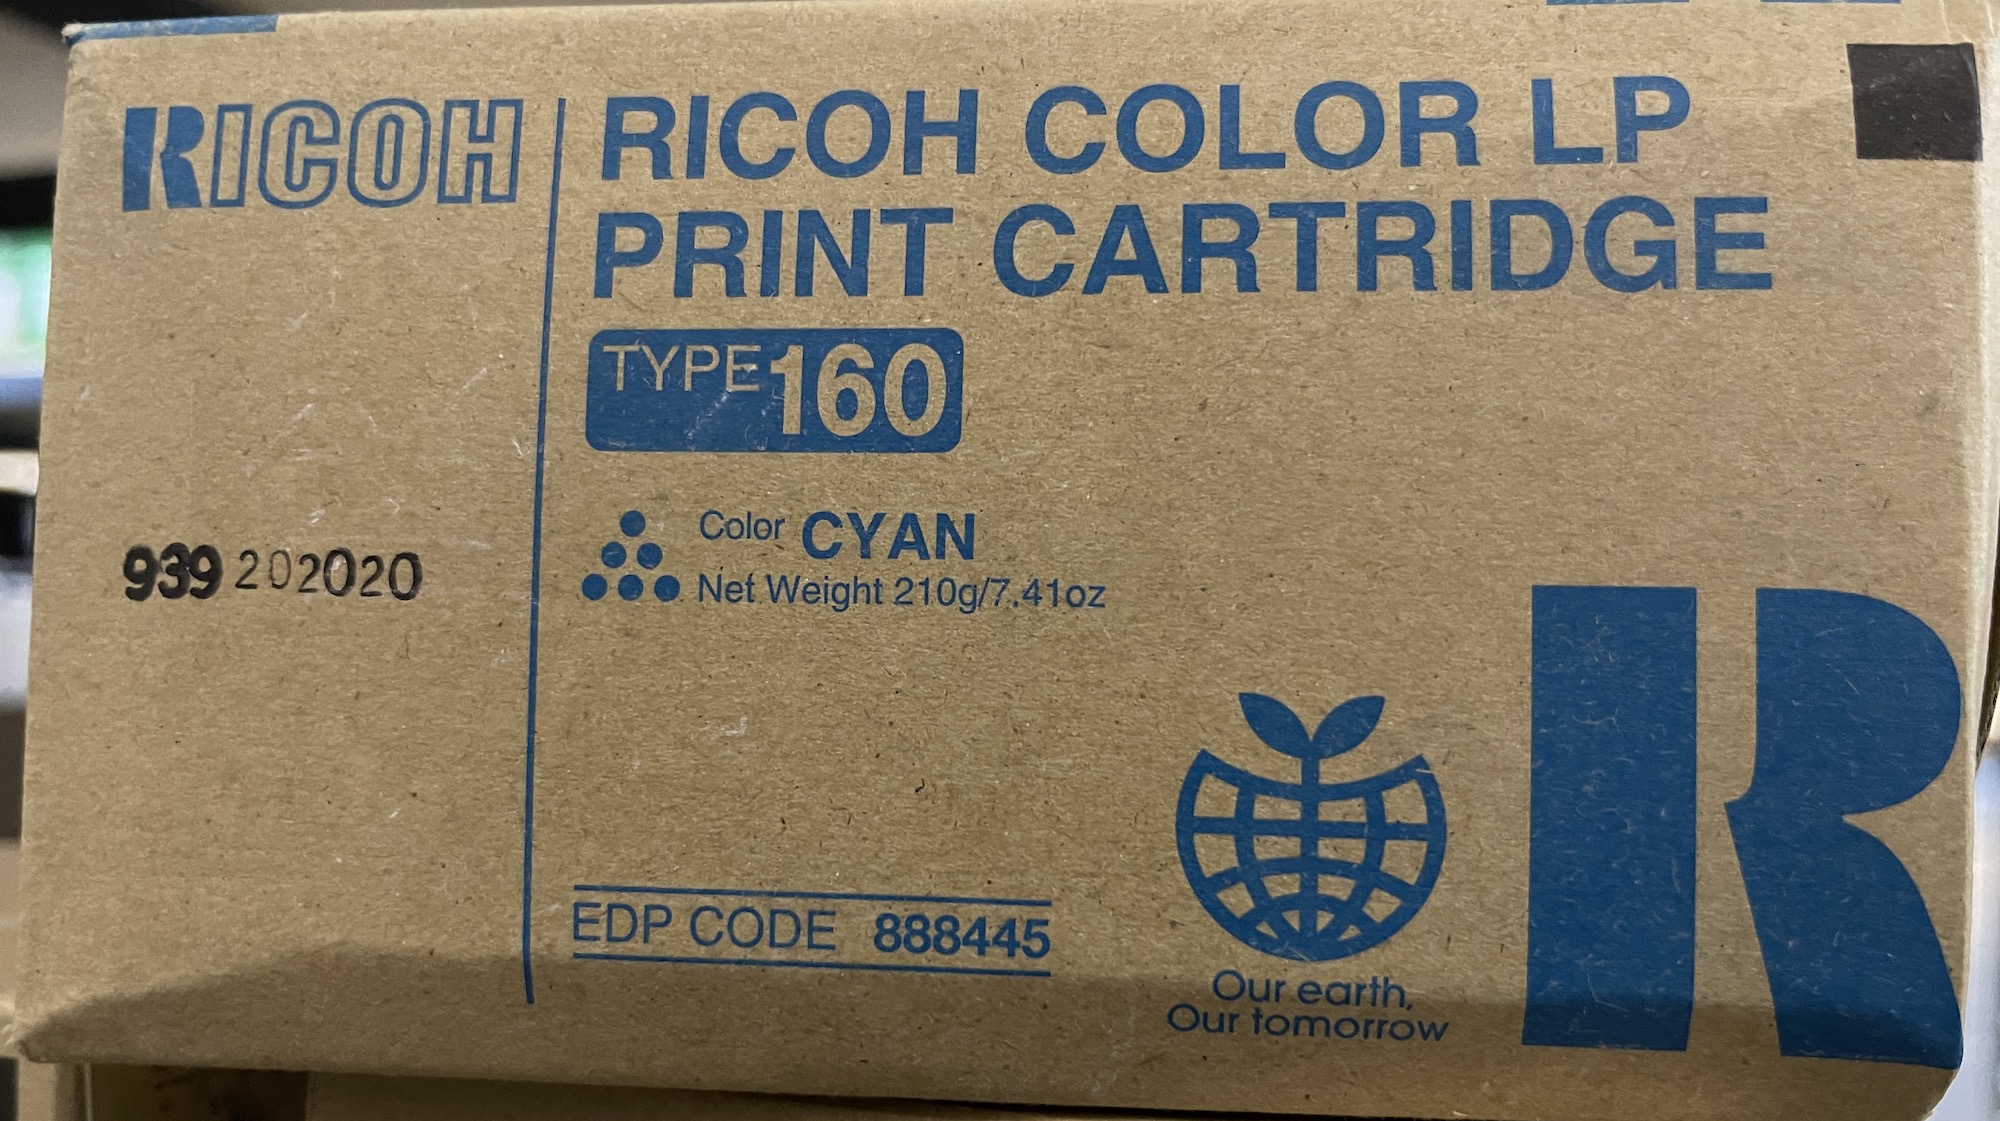 RICOH
RICOH COLOR LP
PRINT CARTRIDGE
TYPE 160
Color CYAN
Net Weight 210g/7.41oz
939 202020
EDP CODE 888445
Our earth,
Our tomorrow
R